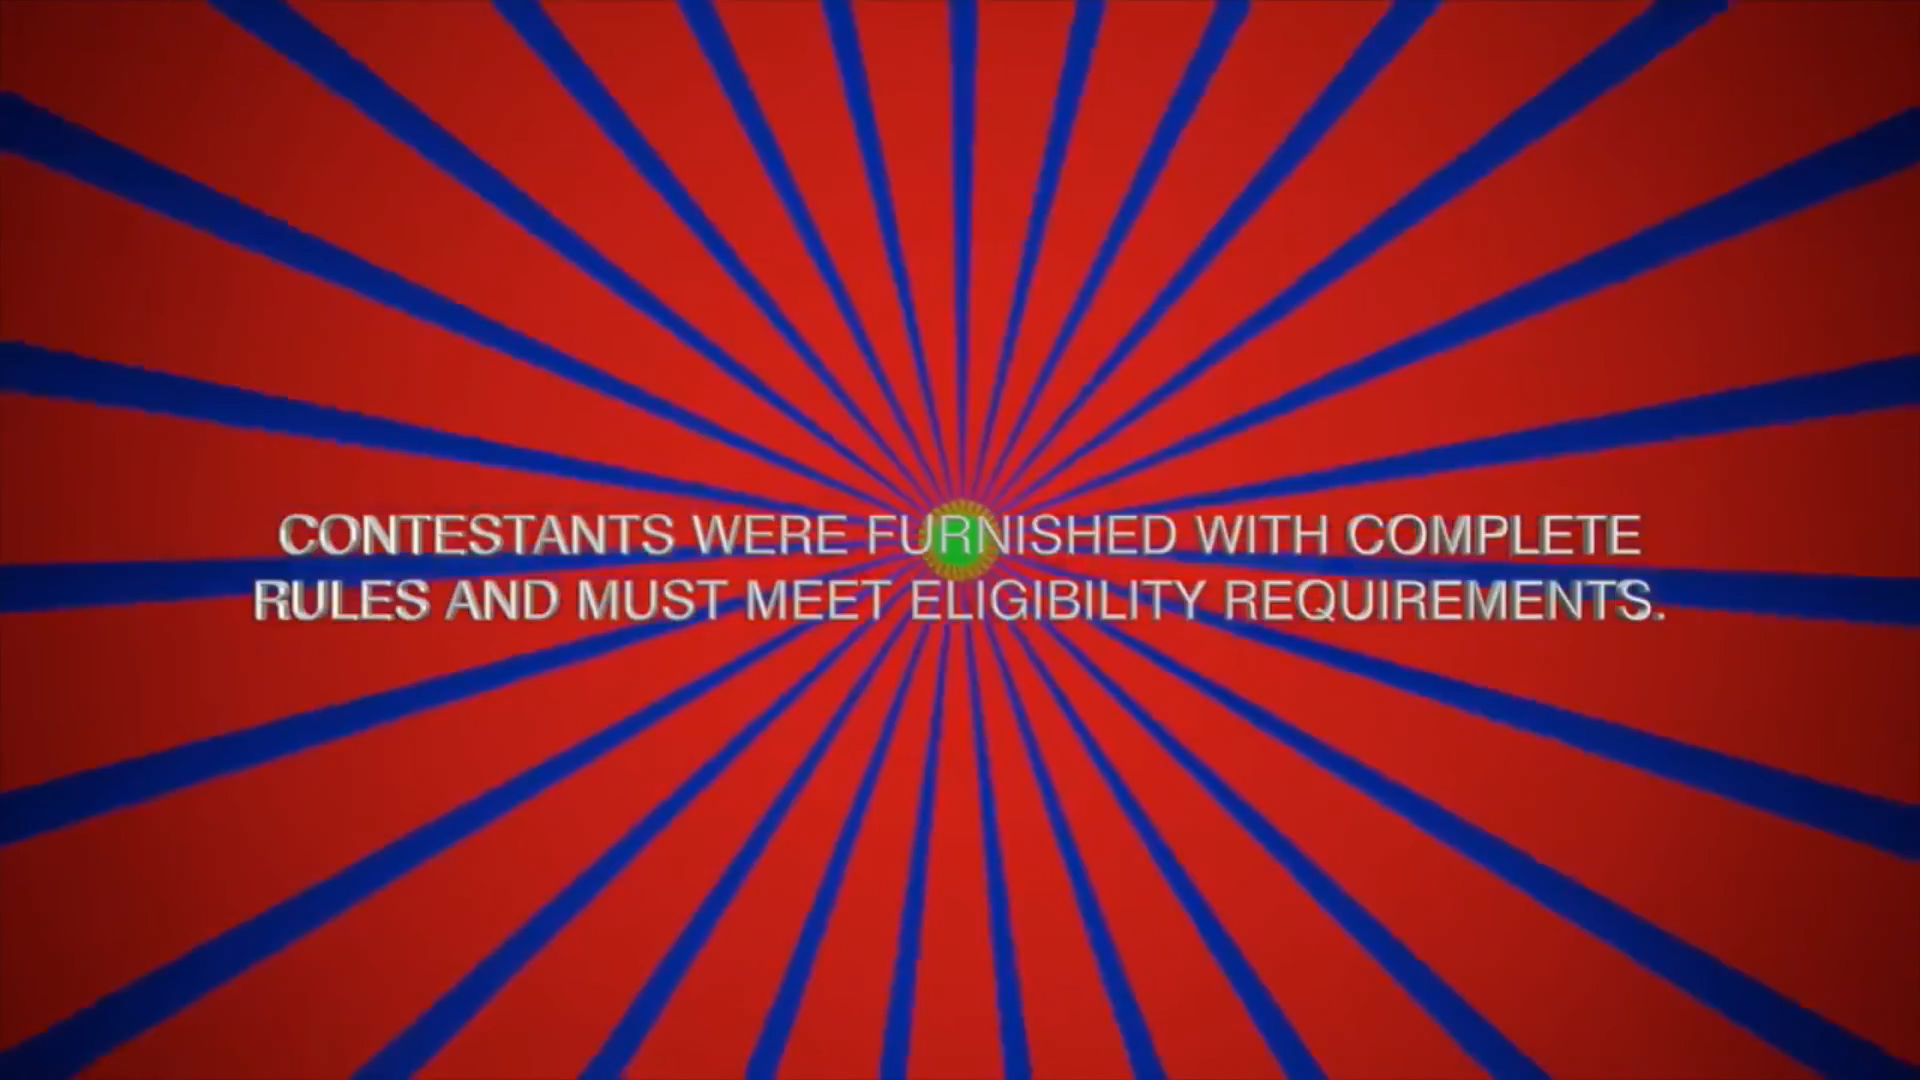 CONTESTANTS WERE FURNISHED WITH COMPLETE
RULES AND MUST MEET ELIGIBILITY REQUIREMENTS.